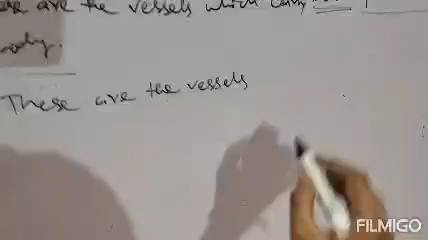 are the vessels which carry
body.
These are the vessels
FILMIGO